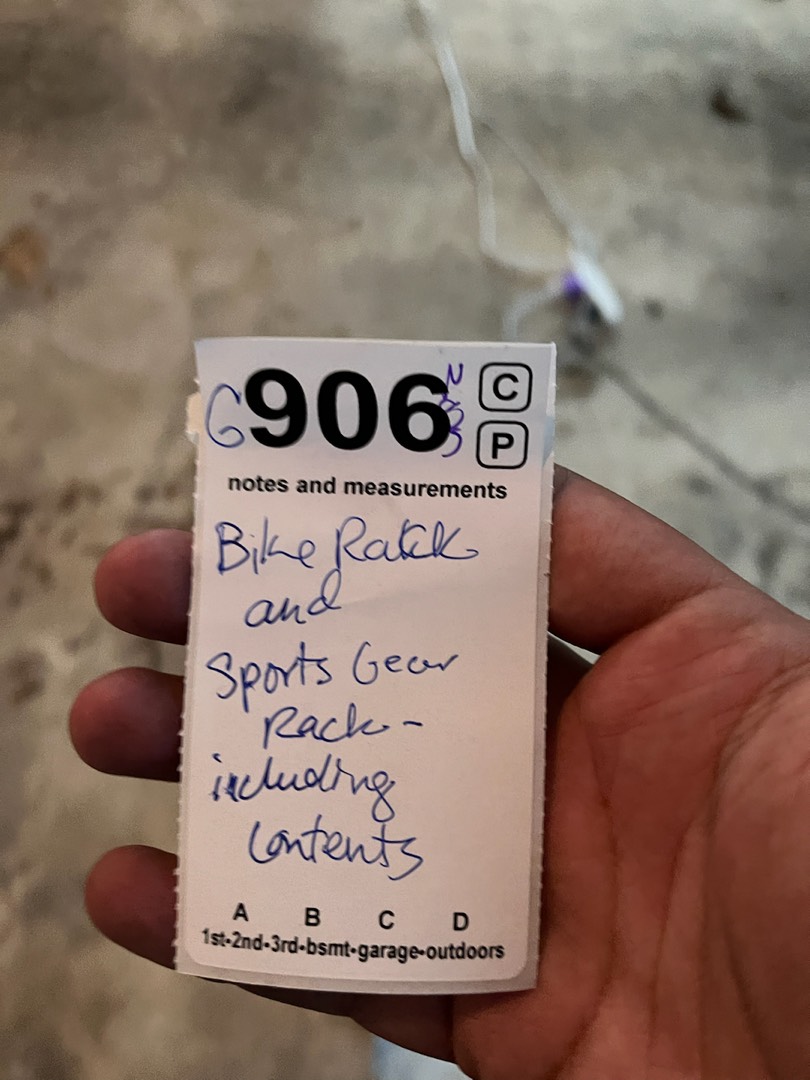 G906
C
P
notes and measurements
Bike Rack
and
Sports Gear
Rack -
including
Contents
A B C D
1st-2nd-3rd-bsmt-garage-outdoors